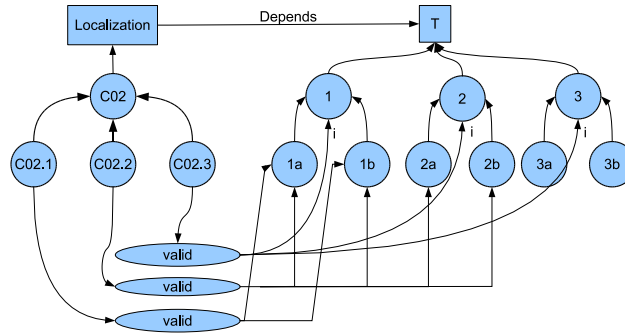 Localization
Depends
T
C02
1
2
3
i
i
i
C02.1
C02.2
C02.3
1a
1b
2a
2b
3a
3b
valid
valid
valid